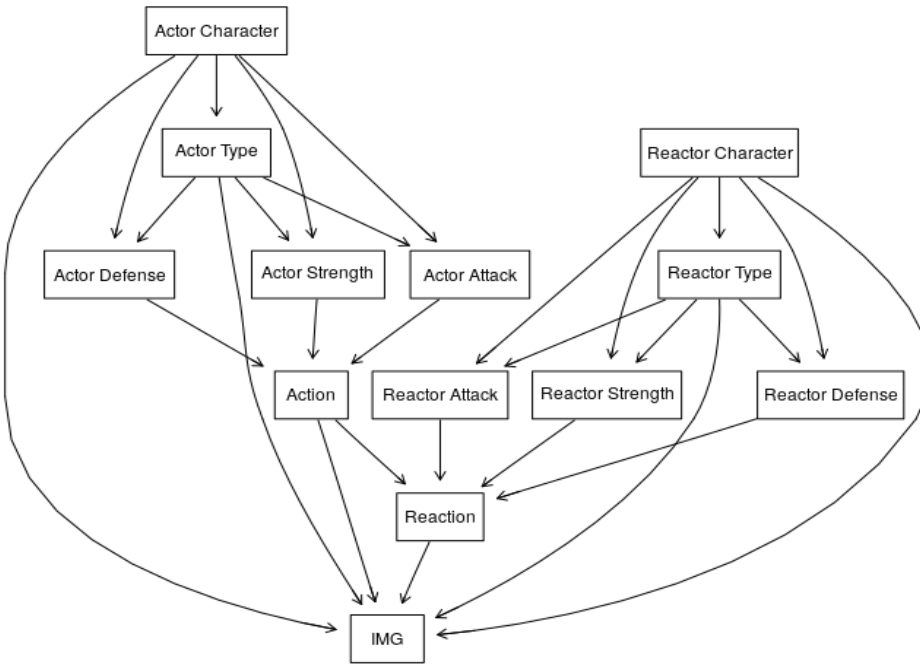 Actor Character
Actor Type
Reactor Character
Actor Defense
Actor Strength
Actor Attack
Reactor Type
Action
Reactor Attack
Reactor Strength
Reactor Defense
Reaction
IMG